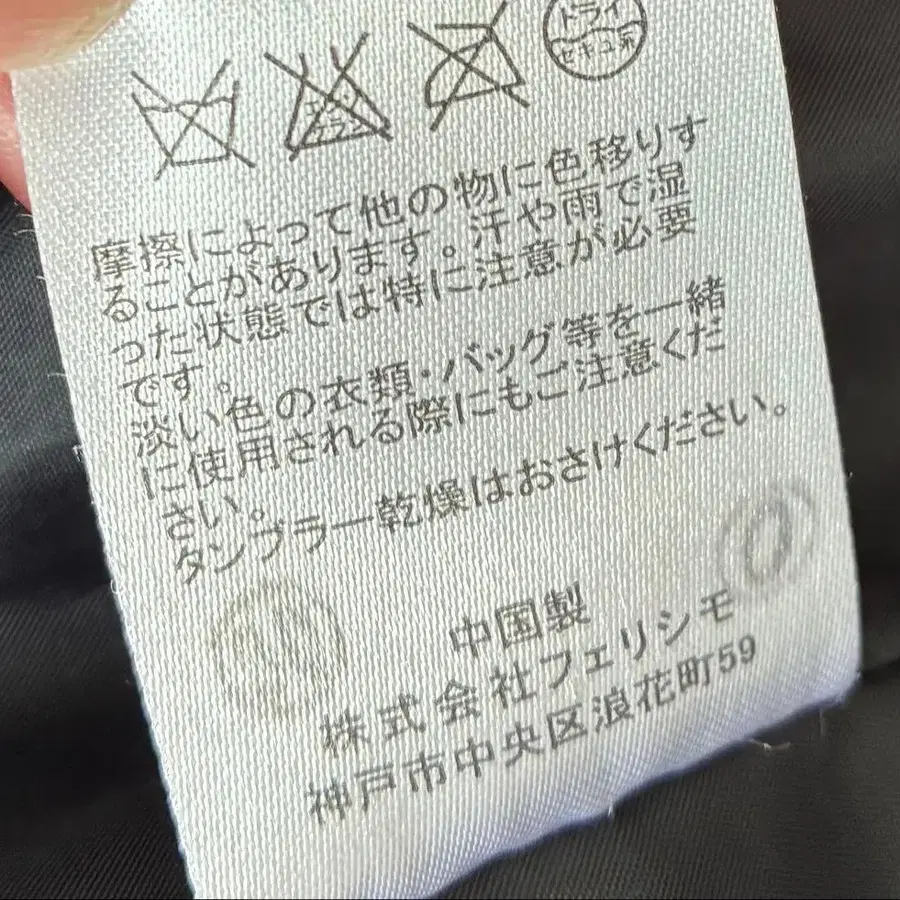 ドライ
セキユ系
エンソ
サラシ
摩擦によって他の物に色移りす
ることがあります。汗や雨で湿
った状態では特に注意が必要
です。
淡い色の衣類・バッグ等を一緒
に使用される際にもご注意くだ
さい。
タンブラー乾燥はおさけください。
中国製
株式会社フェリシモ
神戸市中央区浪花町59